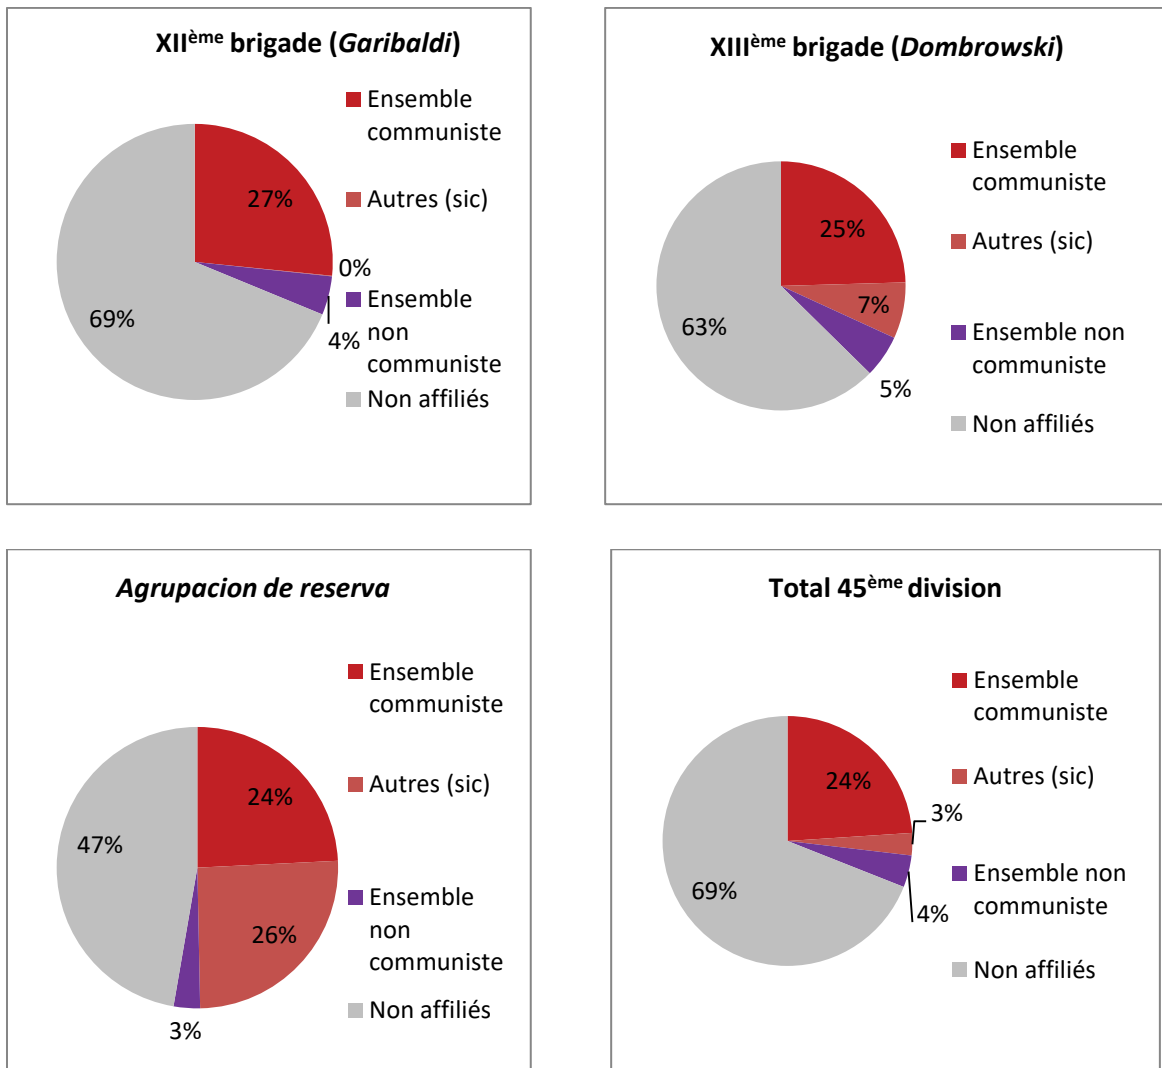 XIIème brigade (Garibaldi)
Ensemble
communiste
27%
Autres (sic)
0%
Ensemble
non
communiste
4%
69%
Non affiliés
XIIIème brigade (Dombrowski)
Ensemble
communiste
25%
Autres (sic)
7%
63%
Ensemble non
communiste
5%
Non affiliés
Agrupacion de reserva
Ensemble
communiste
24%
Autres (sic)
47%
Ensemble
non
communiste
26%
Non affiliés
3%
Total 45ème division
Ensemble
communiste
24%
Autres (sic)
3%
Ensemble non
communiste
69%
4%
Non affiliés